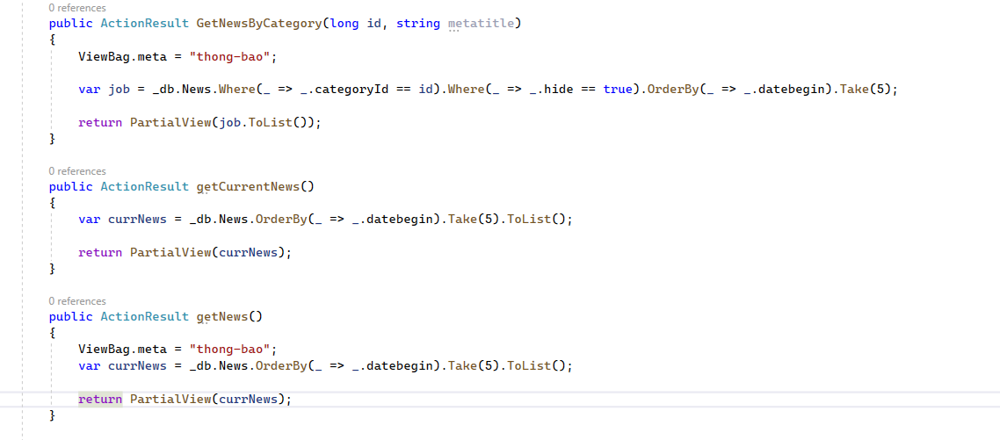 0 references
public ActionResult GetNewsByCategory(long id, string metatitle)
{
ViewBag.meta = "thong-bao";
var job = _db.News.Where(_ => _.categoryId == id).Where(_ => _.hide == true).OrderBy(_ => _.datebegin).Take(5);
return PartialView(job.ToList());
}
0 references
public ActionResult getCurrentNews()
{
var currNews = _db.News.OrderBy(_ => _.datebegin).Take(5).ToList();
return PartialView(currNews);
}
0 references
public ActionResult getNews()
{
ViewBag.meta = "thong-bao";
var currNews = _db.News.OrderBy(_ => _.datebegin).Take(5).ToList();
return PartialView(currNews);
}